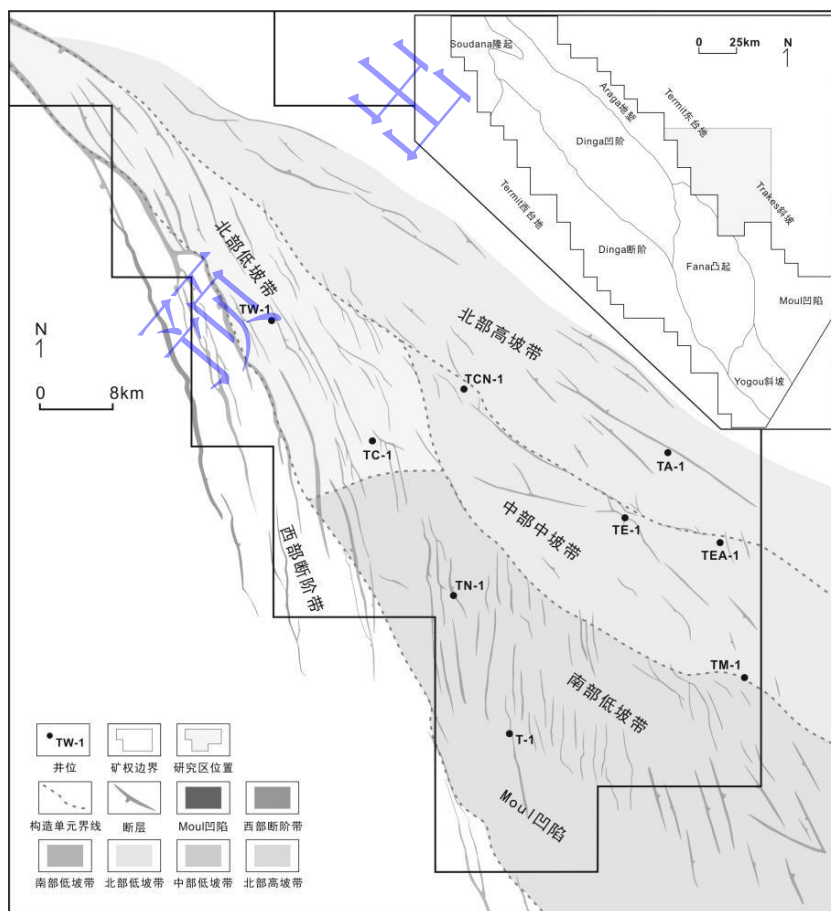 Soudana隆起
0 25km N
Araga地堑
Termit东台地
Dinga凹阶
Trakes斜坡
Termit西台地
Dinga断阶
Fana凸起
Moul凹陷
Yogou斜坡
北部低坡带
TW-1
N
0 8km
北部高坡带
TCN-1
TC-1
TA-1
中部中坡带
TE-1
TEA-1
西部断阶带
TN-1
TM-1
南部低坡带
T-1
Moul凹陷
TW-1
井位 矿权边界 研究区位置
构造单元界线 断层 Moul凹陷 西部断阶带
南部低坡带 北部低坡带 中部低坡带 北部高坡带